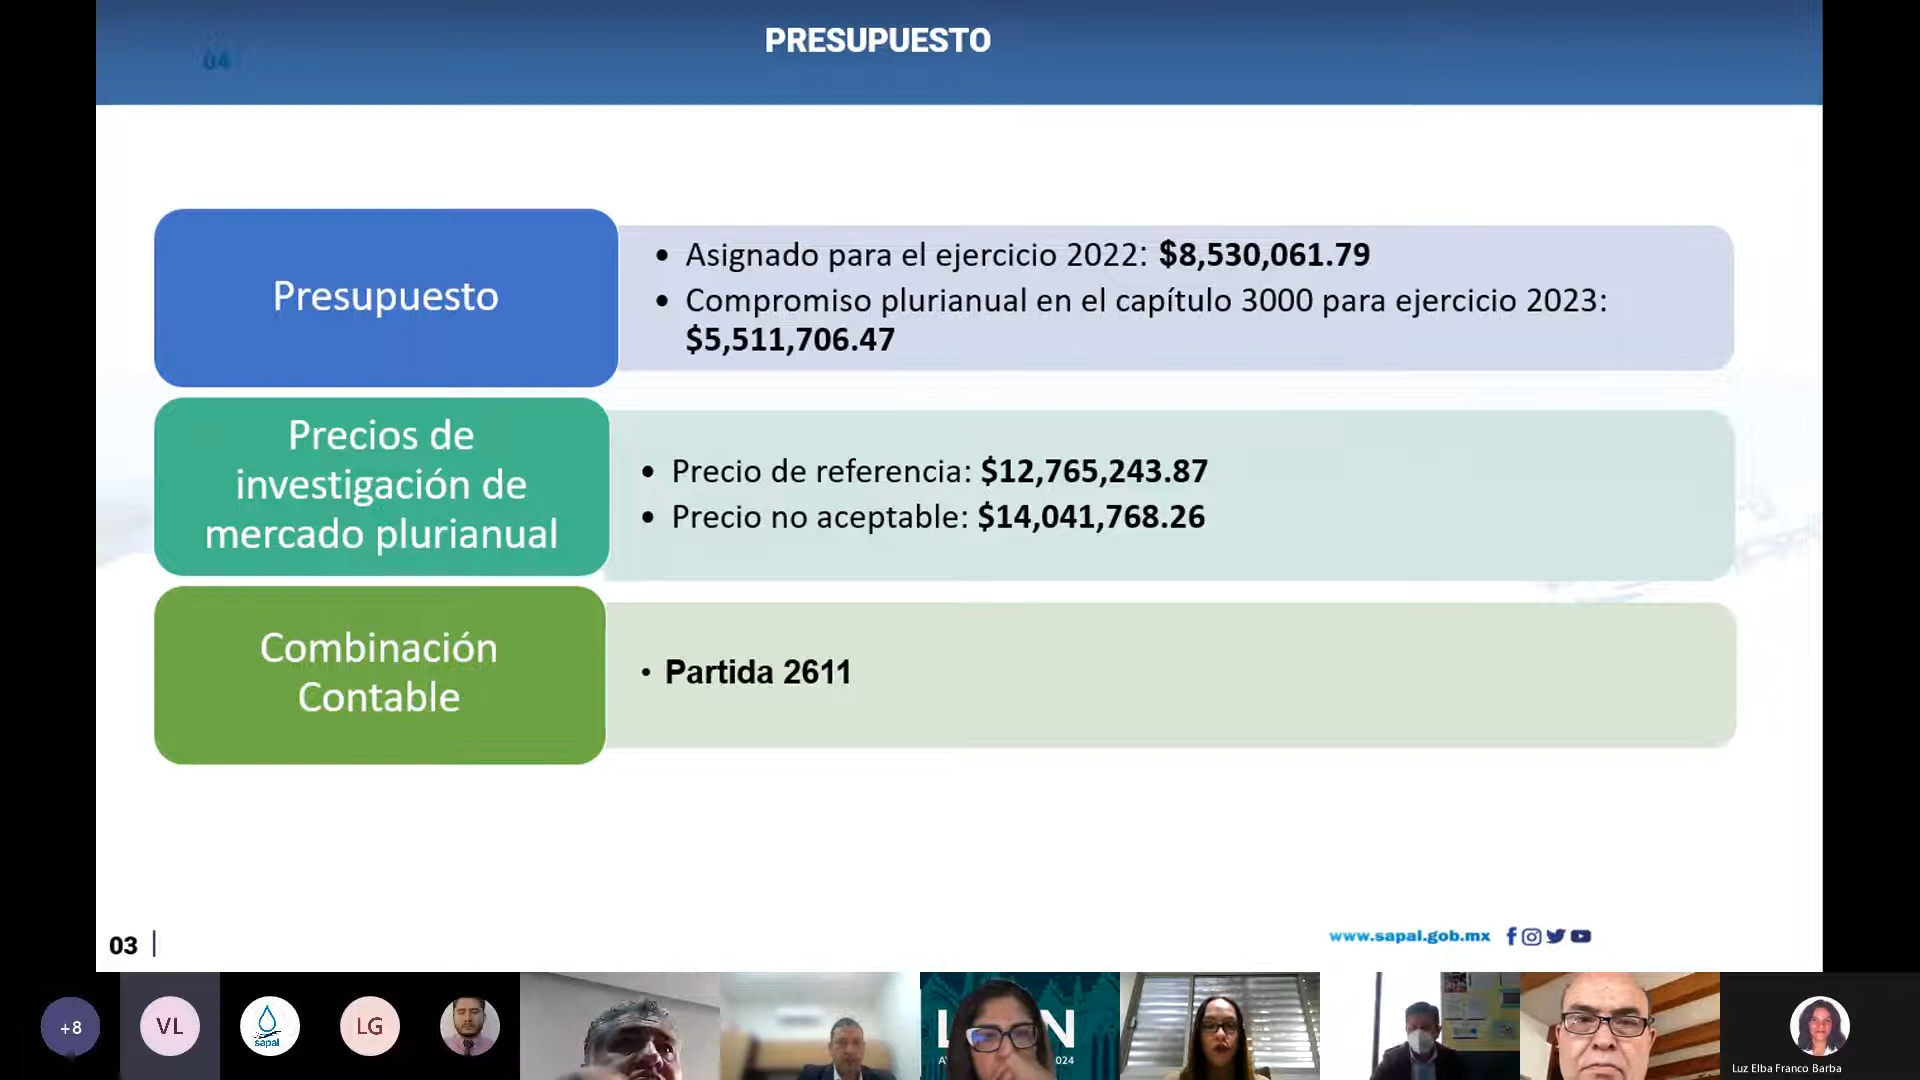 PRESUPUESTO
04
Presupuesto
• Asignado para el ejercicio 2022: $8,530,061.79
• Compromiso plurianual en el capítulo 3000 para ejercicio 2023:
$5,511,706.47
Precios de
investigación de
mercado plurianual
• Precio de referencia: $12,765,243.87
• Precio no aceptable: $14,041,768.26
Combinación
Contable
• Partida 2611
03
www.sapal.gob.mx
+8
VL
sapal
LG
Luz Elba Franco Barba